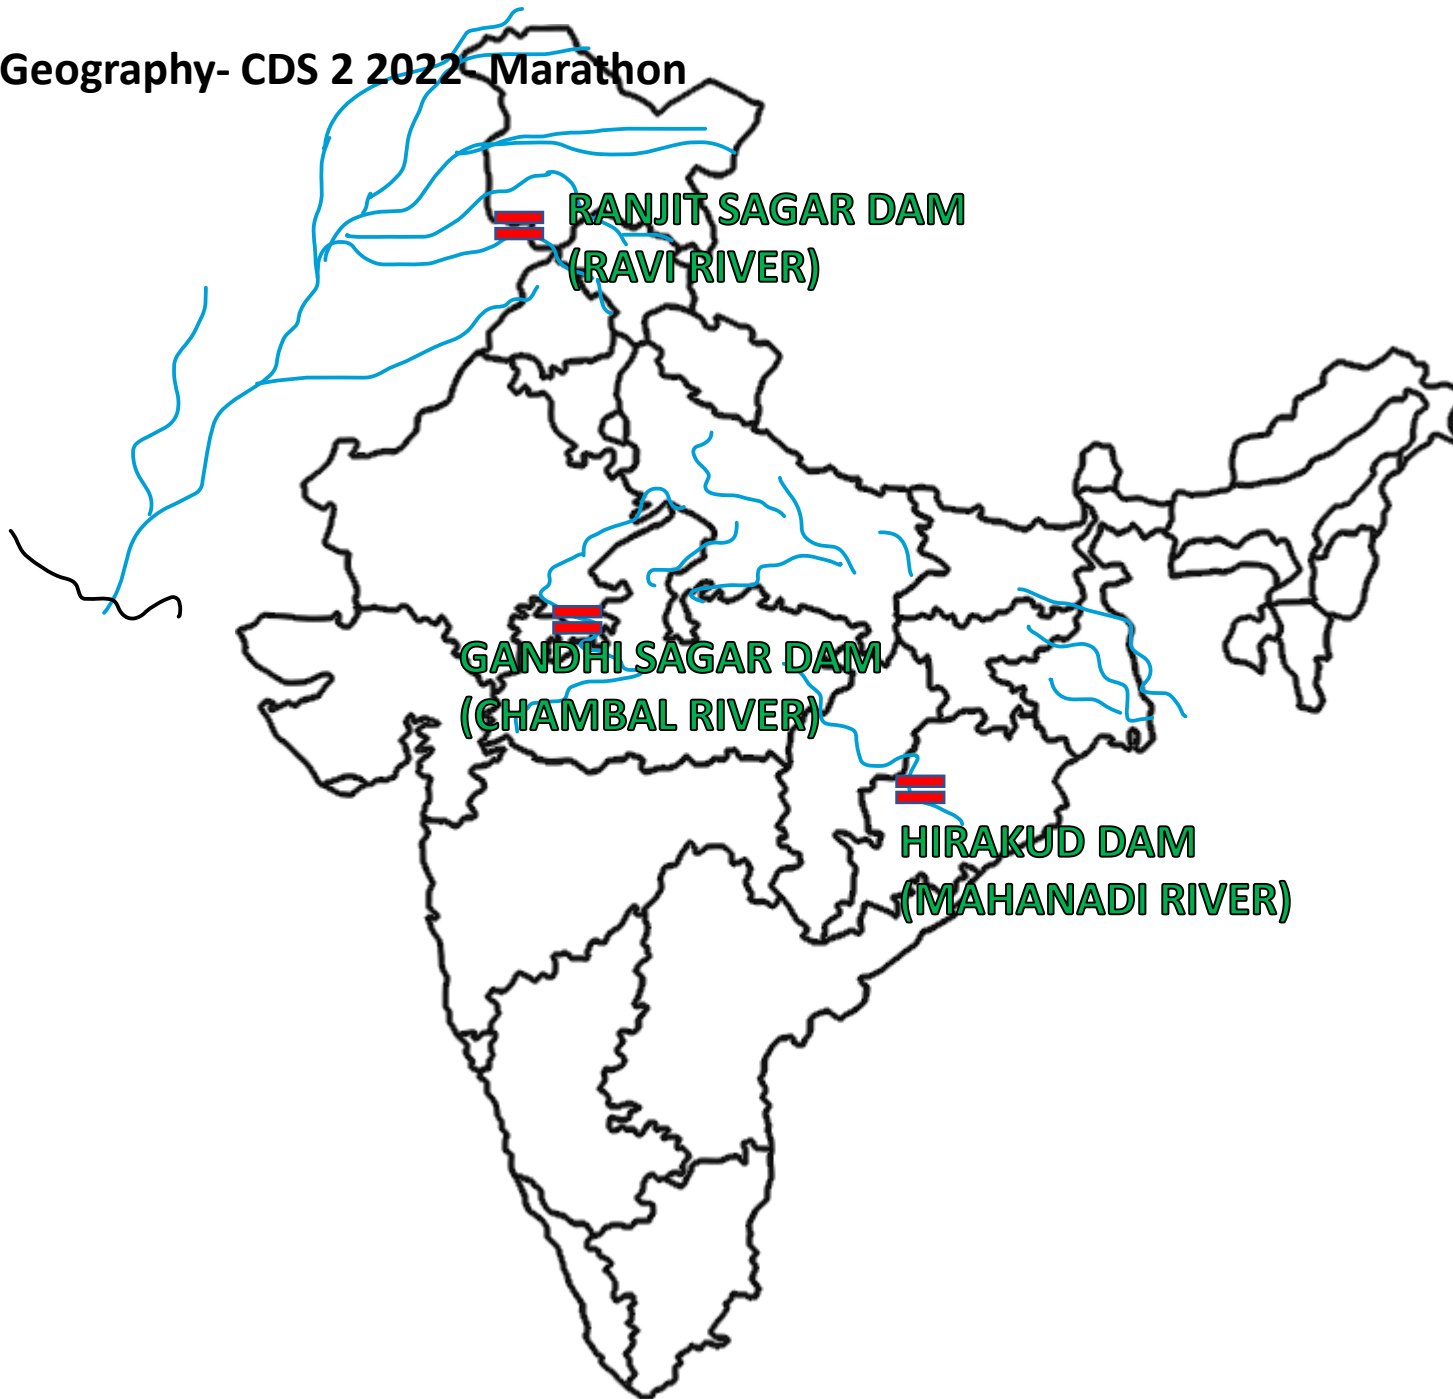 Geography- CDS 2 2022 Marathon
RANJIT SAGAR DAM
(RAVI RIVER)
GANDHI SAGAR DAM
(CHAMBAL RIVER)
HIRAKUD DAM
(MAHANADI RIVER)